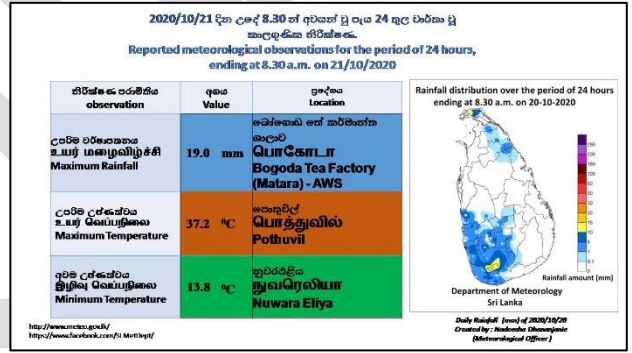 2020/10/21 දින උදේ 8.30 න් අවසන් වූ පැය 24 තුල වාර්තා වූ
කාලගුණික නිරීක්ෂණ.
Reported meteorological observations for the period of 24 hours,
ending at 8.30 a.m. on 21/10/2020
නිරීක්ෂණ පරාමිතිය
observation
අගය
Value
ප්‍රදේශය
Location
උපරිම වර්ෂාපතනය
உயர் மழைவிழ்ச்சி
Maximum Rainfall
19.0 mm
බෝගොඩ තේ කර්මාන්ත
ශාලාව
பொகோடா
Bogoda Tea Factory
(Matara) - AWS
උපරිම උෂ්ණත්වය
உயர் வெப்பநிலை
Maximum Temperature
37.2 ⁰C
පොතුවිල්
பொத்துவில்
Pothuvil
අවම උෂ්ණත්වය
இழிவு வெப்பநிலை
Minimum Temperature
13.8 ⁰C
නුවරඑළිය
நுவரெலியா
Nuwara Eliya
Rainfall distribution over the period of 24 hours
ending at 8.30 a.m. on 20-10-2020
Rainfall amount (mm)
Department of Meteorology
Sri Lanka
http://www.meteo.gov.lk/
https://www.facebook.com/SLMetDept/
Daily Rainfall (mm) of 2020/10/20
Created by : Nadeesha Dhananjanie
(Meteorological Officer )